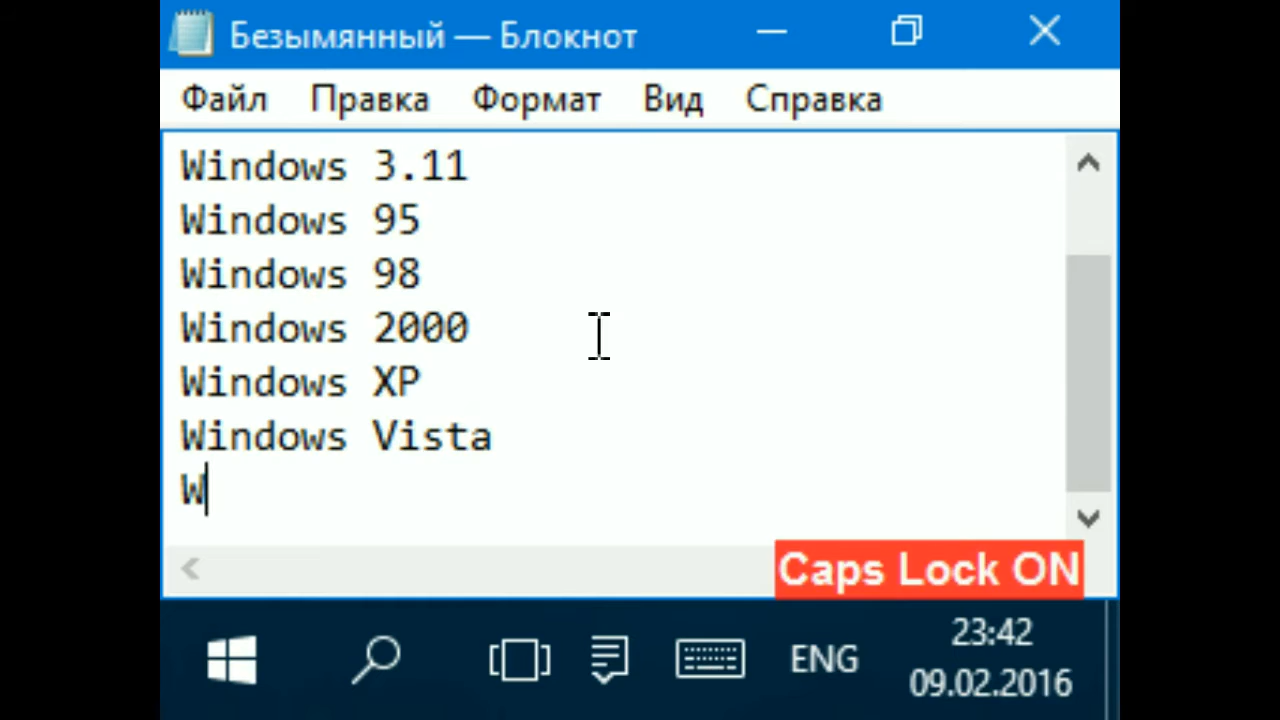 Безымянный — Блокнот
Файл Правка Формат Вид Справка
Windows 3.11
Windows 95
Windows 98
Windows 2000
Windows XP
Windows Vista
W
Caps Lock ON
ENG
23:42
09.02.2016